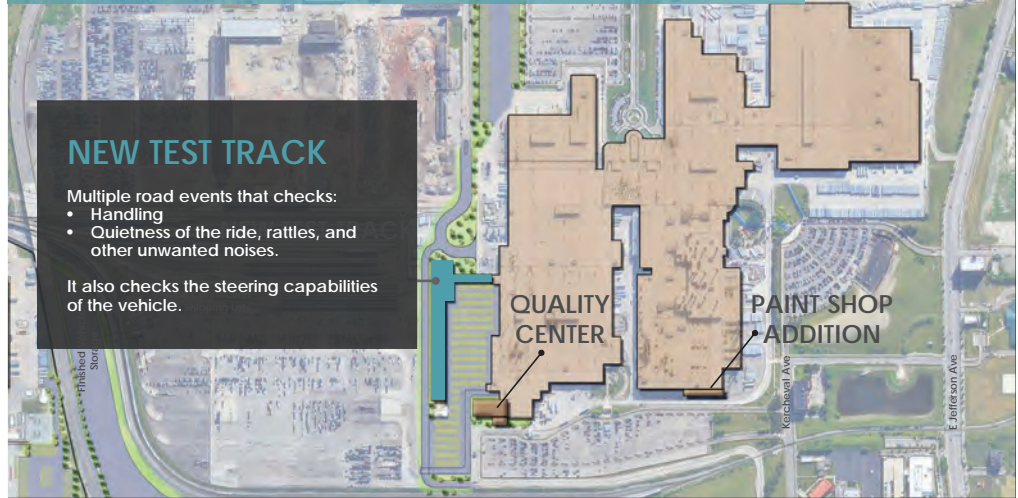 NEW TEST TRACK
Multiple road events that checks:
• Handling
• Quietness of the ride, rattles, and
other unwanted noises.
It also checks the steering capabilities
of the vehicle.
QUALITY
CENTER
PAINT SHOP
ADDITION
Finished
Kercheval Ave
E Jefferson Ave